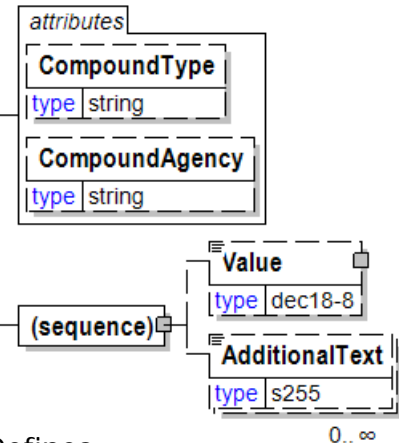 attributes
CompoundType
type string
CompoundAgency
type string
Value
type dec18-8
(sequence)
AdditionalText
type s255
0..∞